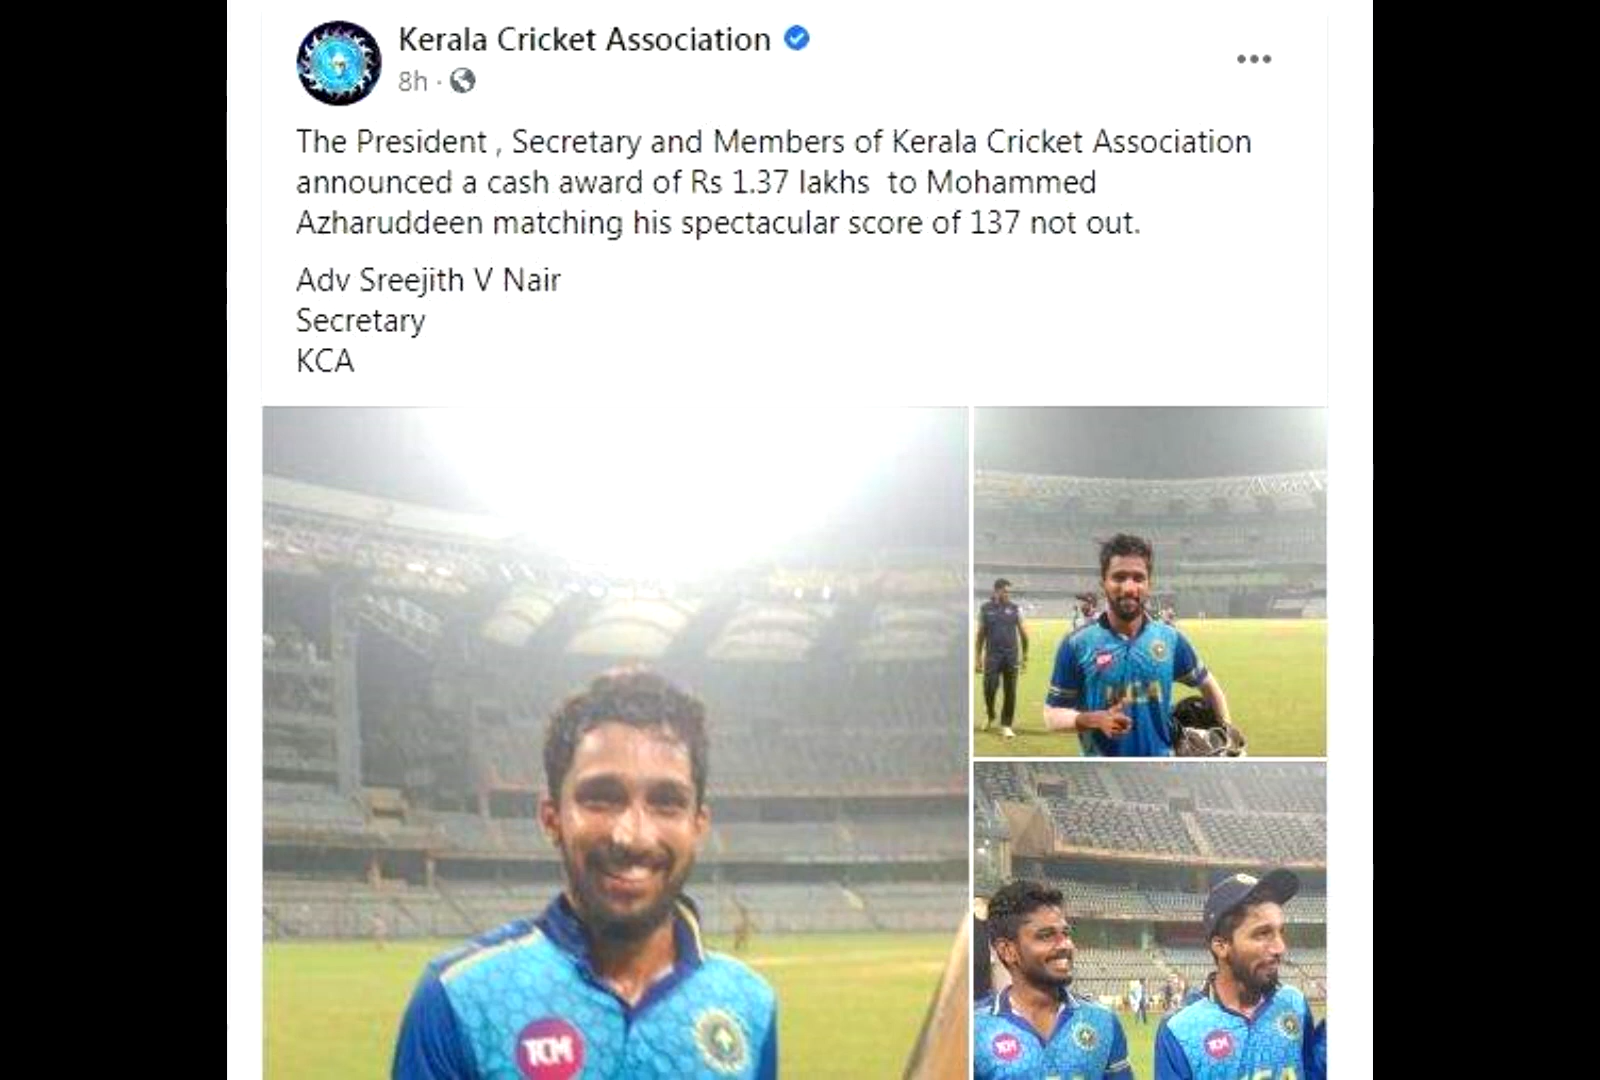 Kerala Cricket Association
8h ·
The President , Secretary and Members of Kerala Cricket Association
announced a cash award of Rs 1.37 lakhs to Mohammed
Azharuddeen matching his spectacular score of 137 not out.
Adv Sreejith V Nair
Secretary
KCA
TCM